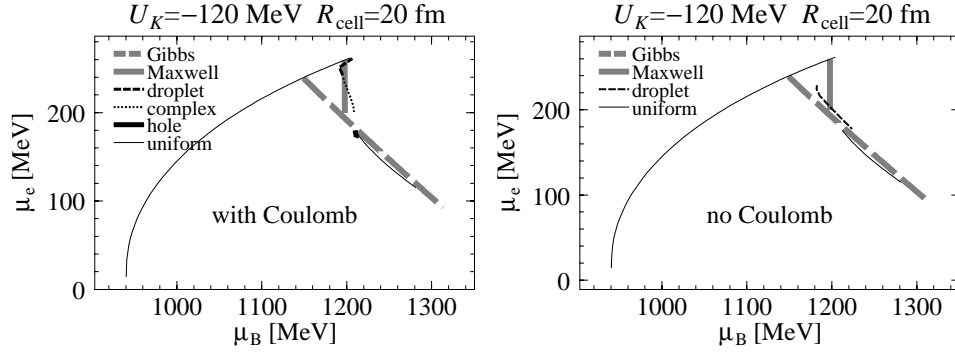 U_K=−120 MeV R_cell=20 fm
Gibbs
Maxwell
droplet
complex
hole
uniform
with Coulomb
μ_e [MeV]
0
100
200
1000
1100
1200
1300
μ_B [MeV]
U_K=−120 MeV R_cell=20 fm
Gibbs
Maxwell
droplet
uniform
no Coulomb
μ_e [MeV]
0
100
200
1000
1100
1200
1300
μ_B [MeV]